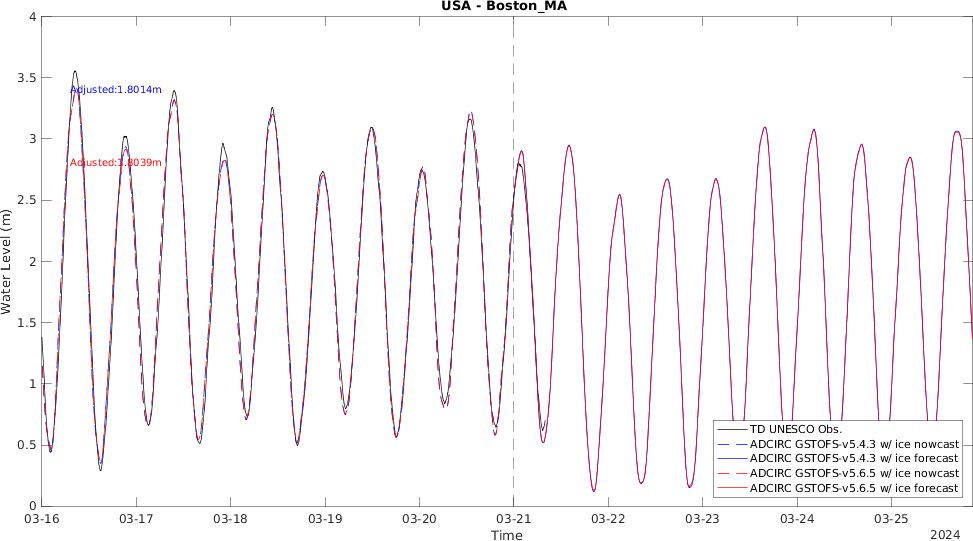 USA - Boston_MA
4
3.5
3
2.5
2
1.5
1
0.5
0
Water Level (m)
Adjusted:1.8014m
Adjusted:1.8039m
TD UNESCO Obs.
ADCIRC GSTOFS-v5.4.3 w/ ice nowcast
ADCIRC GSTOFS-v5.4.3 w/ ice forecast
ADCIRC GSTOFS-v5.6.5 w/ ice nowcast
ADCIRC GSTOFS-v5.6.5 w/ ice forecast
03-16 03-17 03-18 03-19 03-20 03-21 03-22 03-23 03-24 03-25
Time
2024